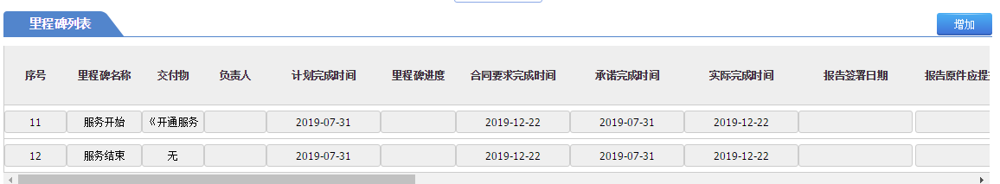 里程碑列表
增加
序号 里程碑名称 交付物 负责人 计划完成时间 里程碑进度 合同要求完成时间 承诺完成时间 实际完成时间 报告签署日期 报告原件应提
11 服务开始 《开通服务 2019-07-31 2019-12-22 2019-07-31 2019-12-22
12 服务结束 无 2019-07-31 2019-12-22 2019-07-31 2019-12-22